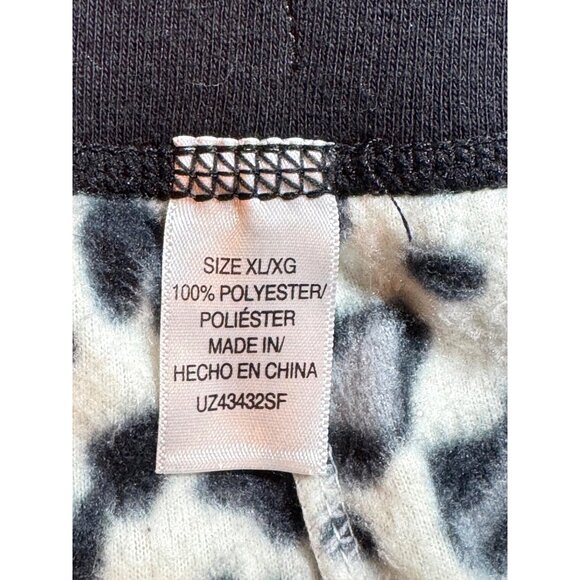 SIZE XL/XG
100% POLYESTER/
POLIÉSTER
MADE IN/
HECHO EN CHINA
UZ43432SF